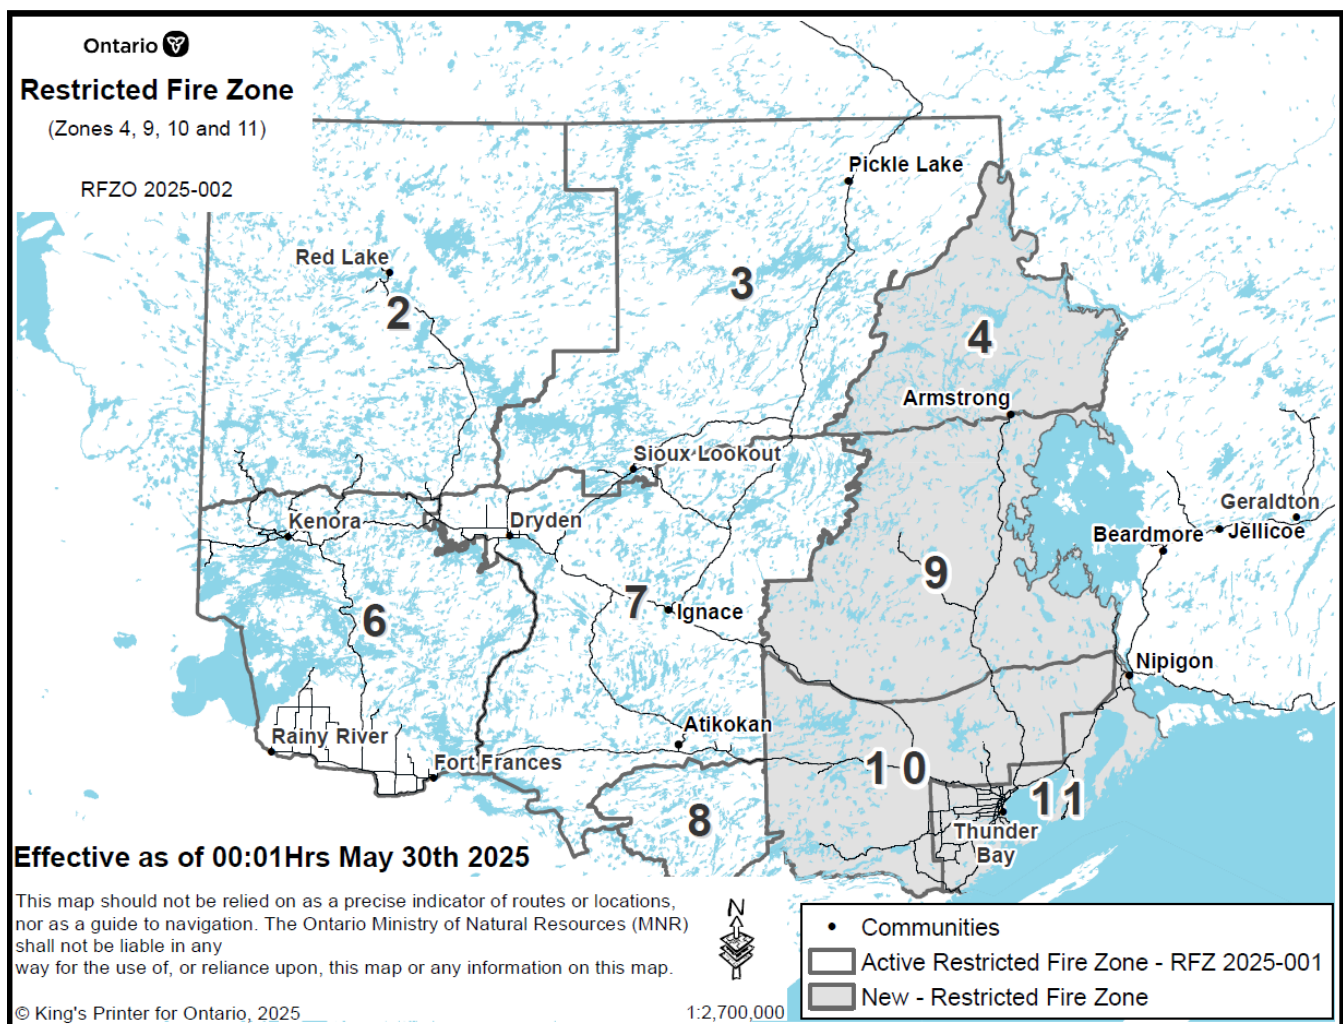 Ontario
Restricted Fire Zone
(Zones 4, 9, 10 and 11)
RFZO 2025-002
Pickle Lake
Red Lake
2
3
4
Armstrong
Sioux Lookout
Geraldton
Kenora
Dryden
Beardmore
Jellicoe
9
7
Ignace
6
Nipigon
Atikokan
Rainy River
Fort Frances
10
11
8
Thunder
Bay
Effective as of 00:01Hrs May 30th 2025
This map should not be relied on as a precise indicator of routes or locations,
nor as a guide to navigation. The Ontario Ministry of Natural Resources (MNR)
shall not be liable in any
way for the use of, or reliance upon, this map or any information on this map.
N
Communities
Active Restricted Fire Zone - RFZ 2025-001
New - Restricted Fire Zone
© King's Printer for Ontario, 2025
1:2,700,000